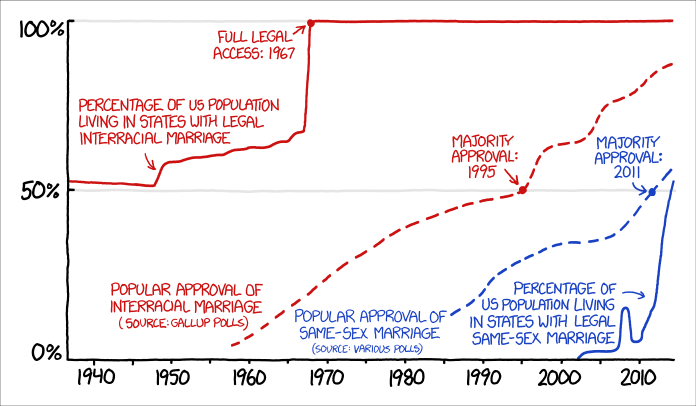 100%
FULL LEGAL
ACCESS: 1967
PERCENTAGE OF US POPULATION
LIVING IN STATES WITH LEGAL
INTERRACIAL MARRIAGE
MAJORITY
APPROVAL:
1995
MAJORITY
APPROVAL:
2011
50%
POPULAR APPROVAL OF
INTERRACIAL MARRIAGE
(SOURCE: GALLUP POLLS)
POPULAR APPROVAL OF
SAME-SEX MARRIAGE
(SOURCE: VARIOUS POLLS)
PERCENTAGE OF
US POPULATION LIVING
IN STATES WITH LEGAL
SAME-SEX MARRIAGE
0%
1940 1950 1960 1970 1980 1990 2000 2010